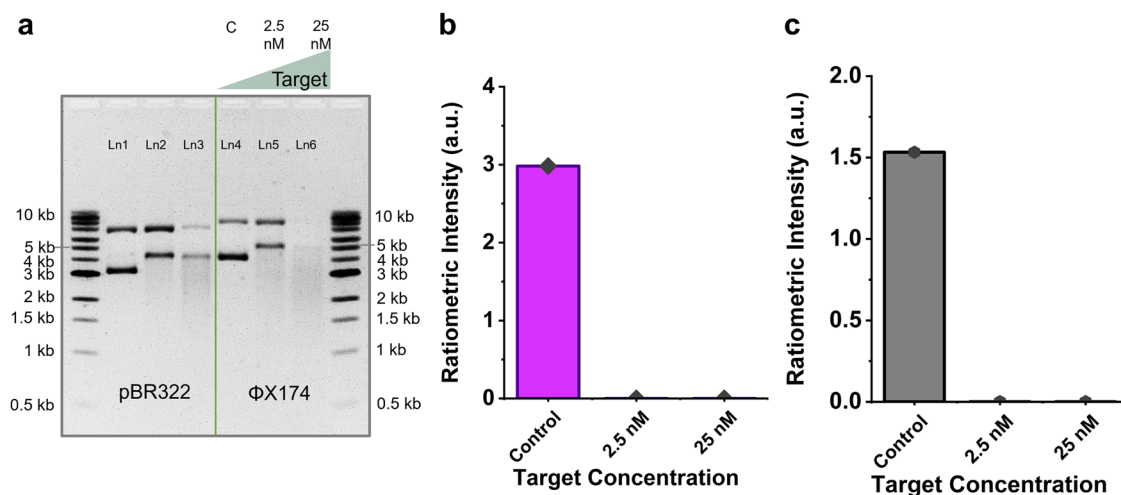 a
C
2.5
nM
25
nM
Target
Ln1 Ln2 Ln3 Ln4 Ln5 Ln6
10 kb
5 kb
4 kb
3 kb
2 kb
1.5 kb
1 kb
0.5 kb
10 kb
5 kb
4 kb
3 kb
2 kb
1.5 kb
1 kb
0.5 kb
pBR322 ΦX174
b
Ratiometric Intensity (a.u.)
4
3
2
1
0
Control 2.5 nM 25 nM
Target Concentration
c
Ratiometric Intensity (a.u.)
2.0
1.5
1.0
0.5
0.0
Control 2.5 nM 25 nM
Target Concentration